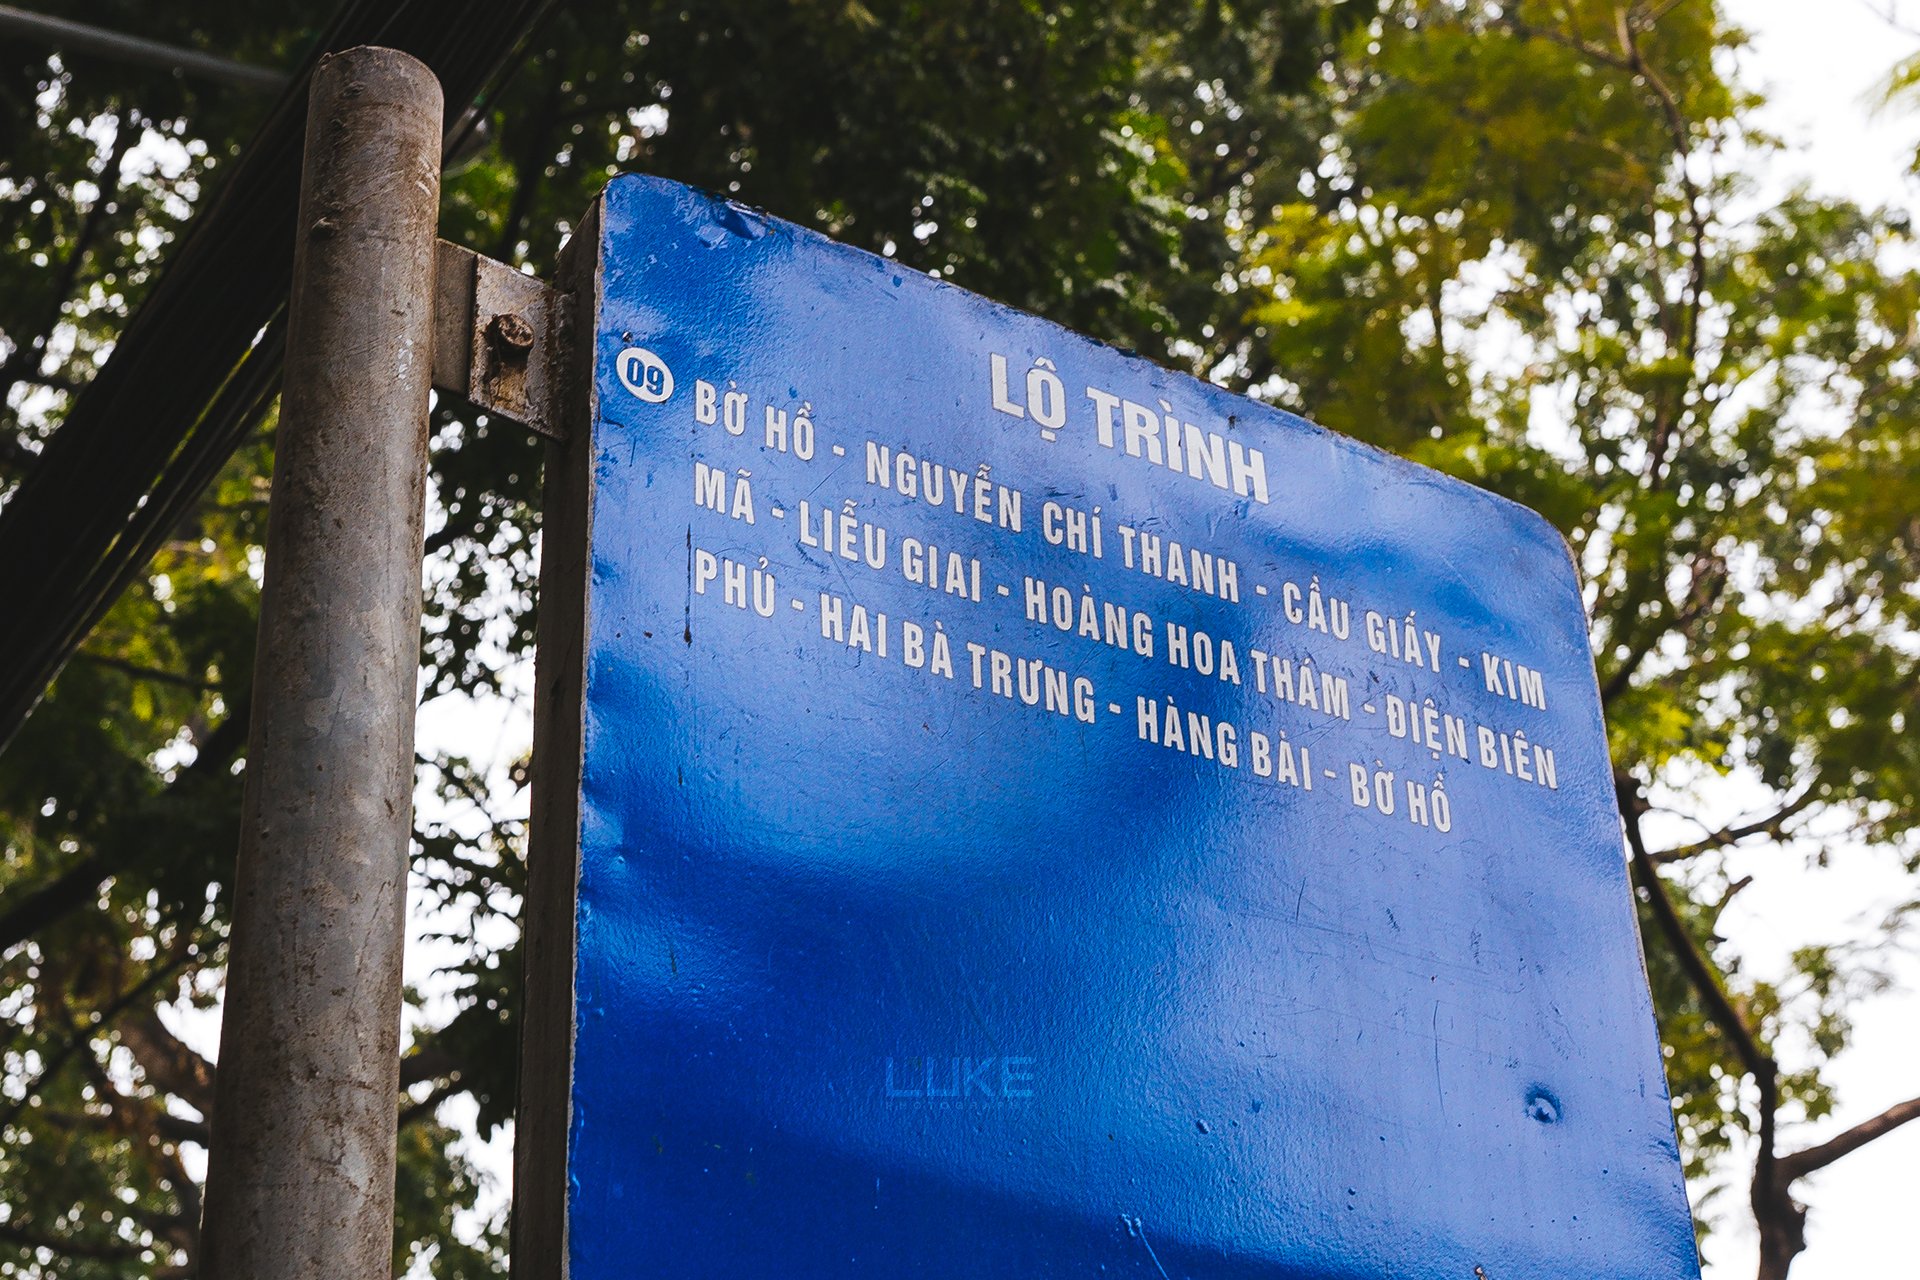 LỘ TRÌNH
09 BỜ HỒ - NGUYỄN CHÍ THANH - CẦU GIẤY - KIM
MÃ - LIỄU GIAI - HOÀNG HOA THÁM - ĐIỆN BIÊN
PHỦ - HAI BÀ TRƯNG - HÀNG BÀI - BỜ HỒ
LUKE
PHOTOGRAPHY